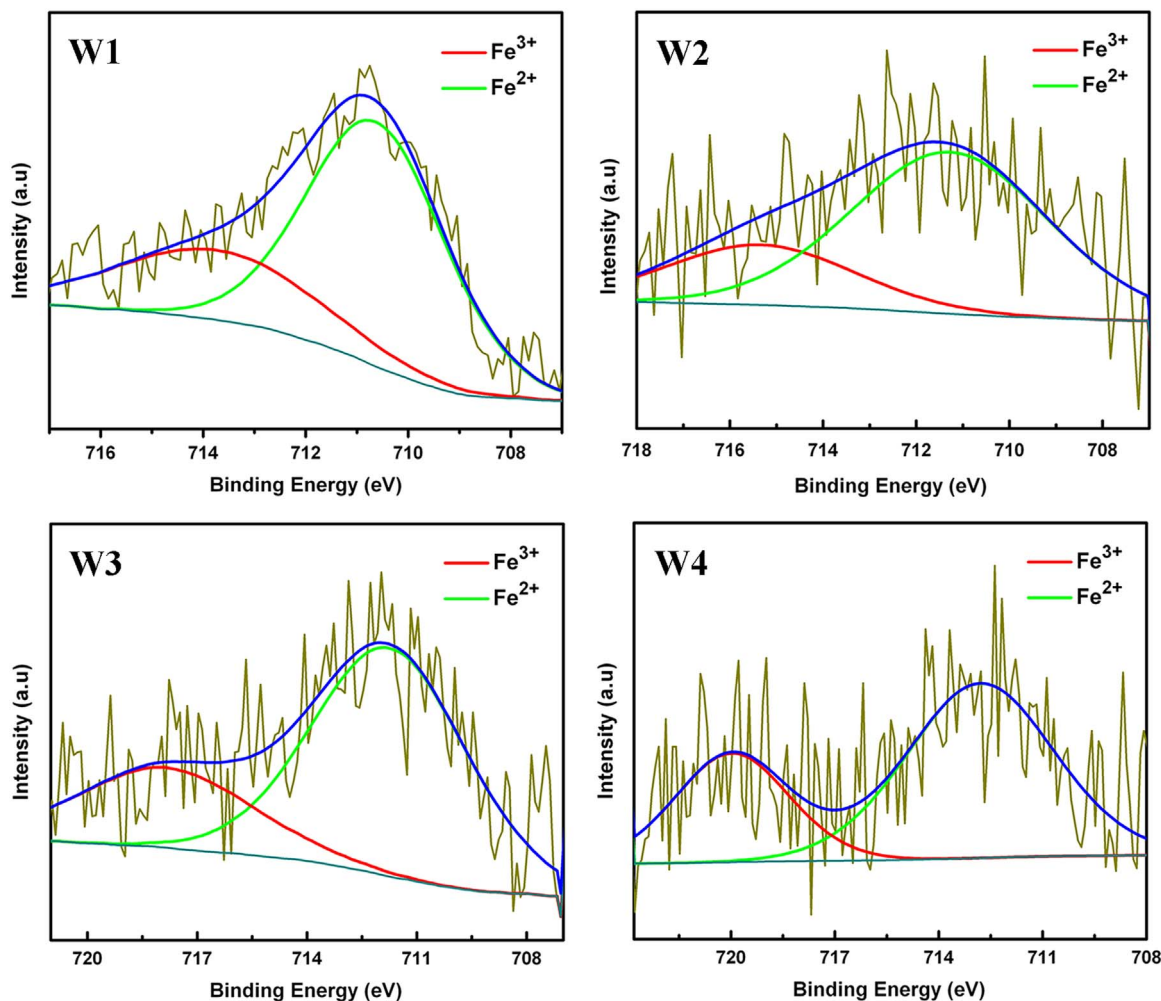 W1
Fe3+
Fe2+
Intensity (a.u)
716 714 712 710 708
Binding Energy (eV)
W2
Fe3+
Fe2+
Intensity (a.u)
718 716 714 712 710 708
Binding Energy (eV)
W3
Fe3+
Fe2+
Intensity (a.u)
720 717 714 711 708
Binding Energy (eV)
W4
Fe3+
Fe2+
Intensity (a.u)
720 717 714 711 708
Binding Energy (eV)